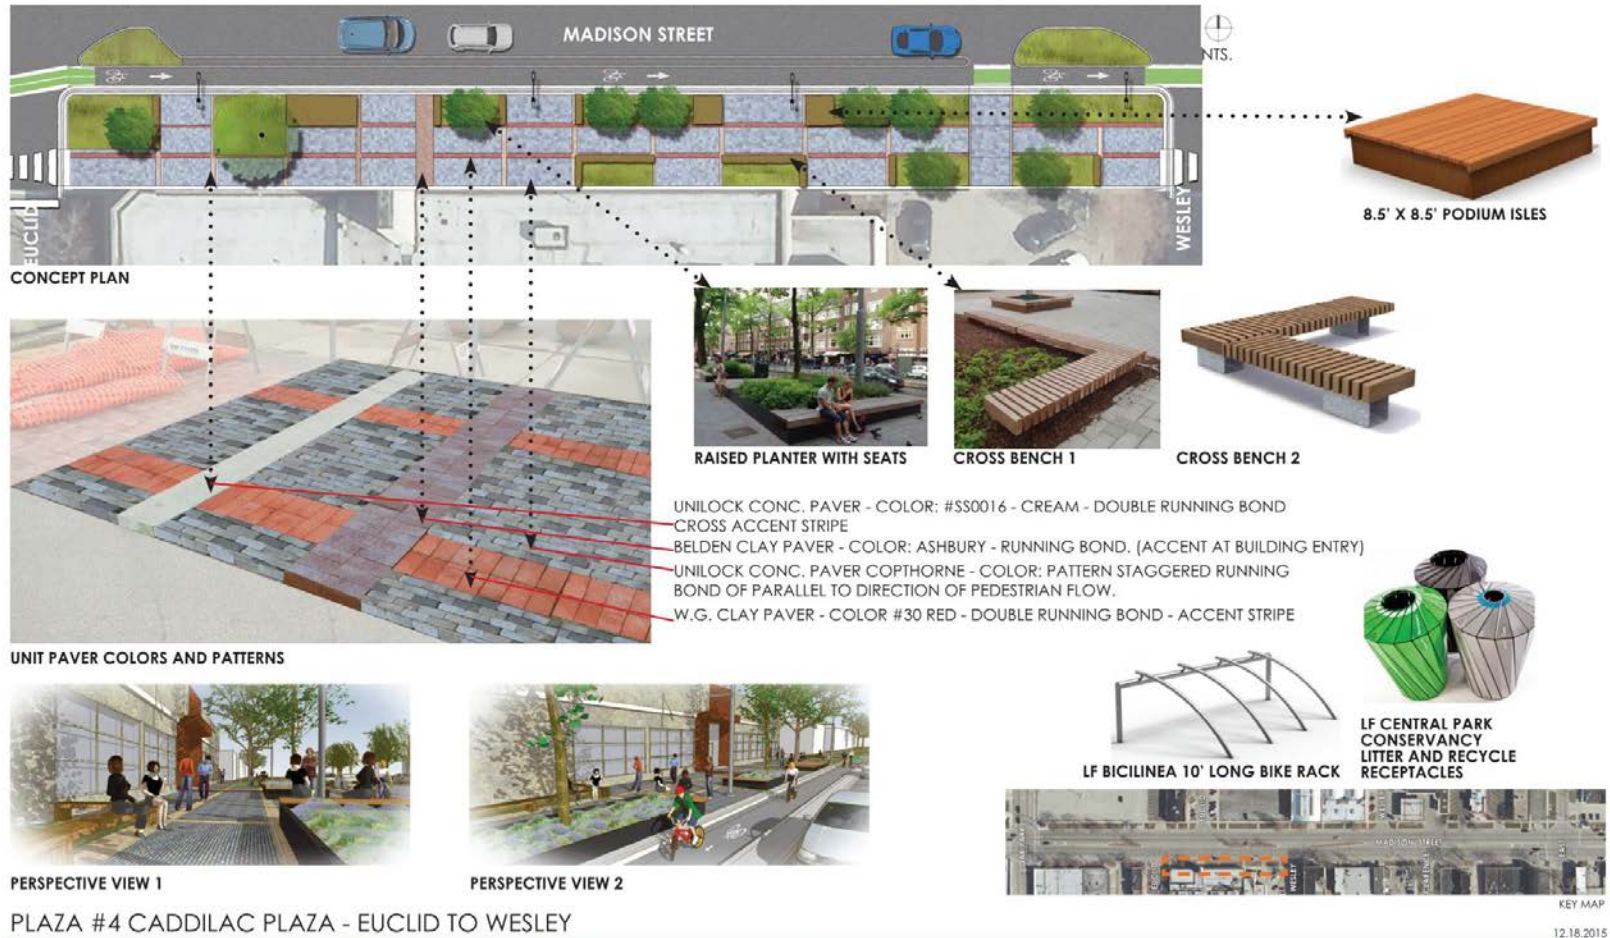 MADISON STREET
NTS.
EUCLID
WESLEY
8.5' X 8.5' PODIUM ISLES
CONCEPT PLAN
RAISED PLANTER WITH SEATS
CROSS BENCH 1
CROSS BENCH 2
UNILOCK CONC. PAVER - COLOR: #SS0016 - CREAM - DOUBLE RUNNING BOND
CROSS ACCENT STRIPE
BELDEN CLAY PAVER - COLOR: ASHBURY - RUNNING BOND. (ACCENT AT BUILDING ENTRY)
UNILOCK CONC. PAVER COPTHORNE - COLOR: PATTERN STAGGERED RUNNING
BOND OF PARALLEL TO DIRECTION OF PEDESTRIAN FLOW.
W.G. CLAY PAVER - COLOR #30 RED - DOUBLE RUNNING BOND - ACCENT STRIPE
UNIT PAVER COLORS AND PATTERNS
LF BICILINEA 10' LONG BIKE RACK
LF CENTRAL PARK
CONSERVANCY
LITTER AND RECYCLE
RECEPTACLES
PERSPECTIVE VIEW 1
PERSPECTIVE VIEW 2
MADISON STREET
EUCLID
WESLEY
KEY MAP
PLAZA #4 CADDILAC PLAZA - EUCLID TO WESLEY
12.18.2015